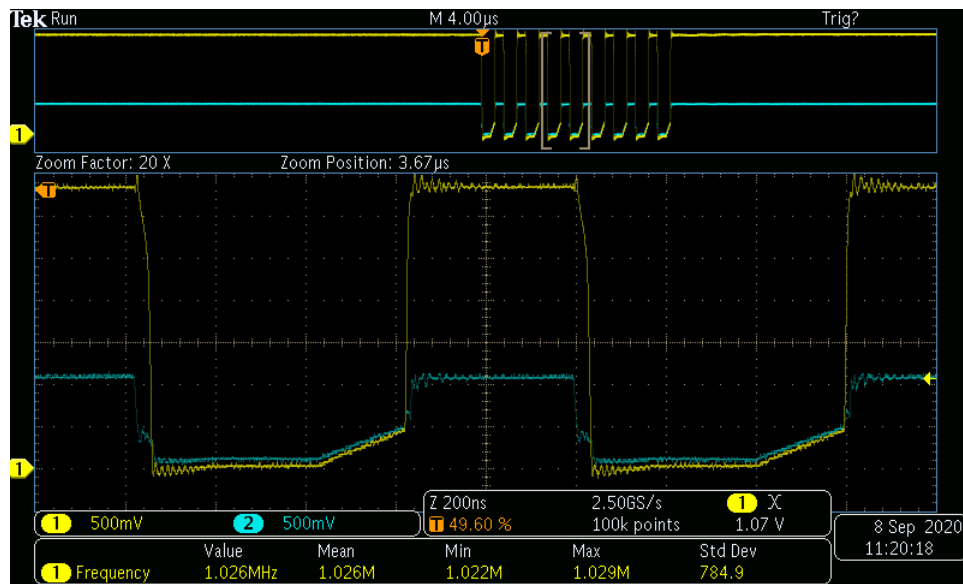 Tek Run M 4.00µs Trig?
T
1
Zoom Factor: 20 X Zoom Position: 3.67µs
T
1
1 500mV 2 500mV Z 200ns 2.50GS/s 1 X
T 49.60 % 100k points 1.07 V
8 Sep 2020
11:20:18
Value Mean Min Max Std Dev
1 Frequency 1.026MHz 1.026M 1.022M 1.029M 784.9